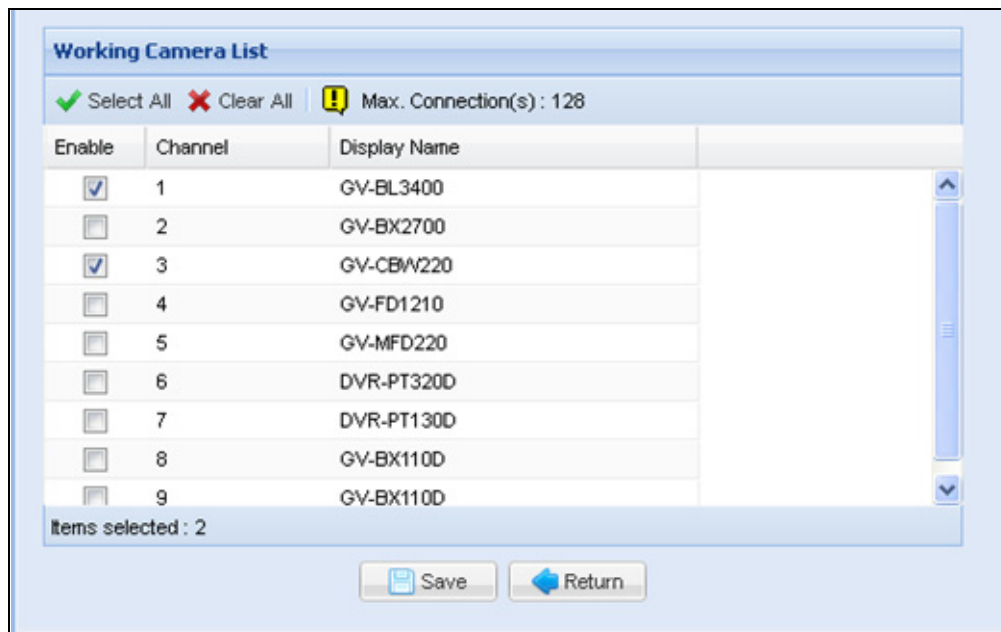 Working Camera List
Select All Clear All Max. Connection(s) : 128
Enable Channel Display Name
1 GV-BL3400
2 GV-BX2700
3 GV-CBW220
4 GV-FD1210
5 GV-MFD220
6 DVR-PT320D
7 DVR-PT130D
8 GV-BX110D
9 GV-BX110D
Items selected : 2
Save Return